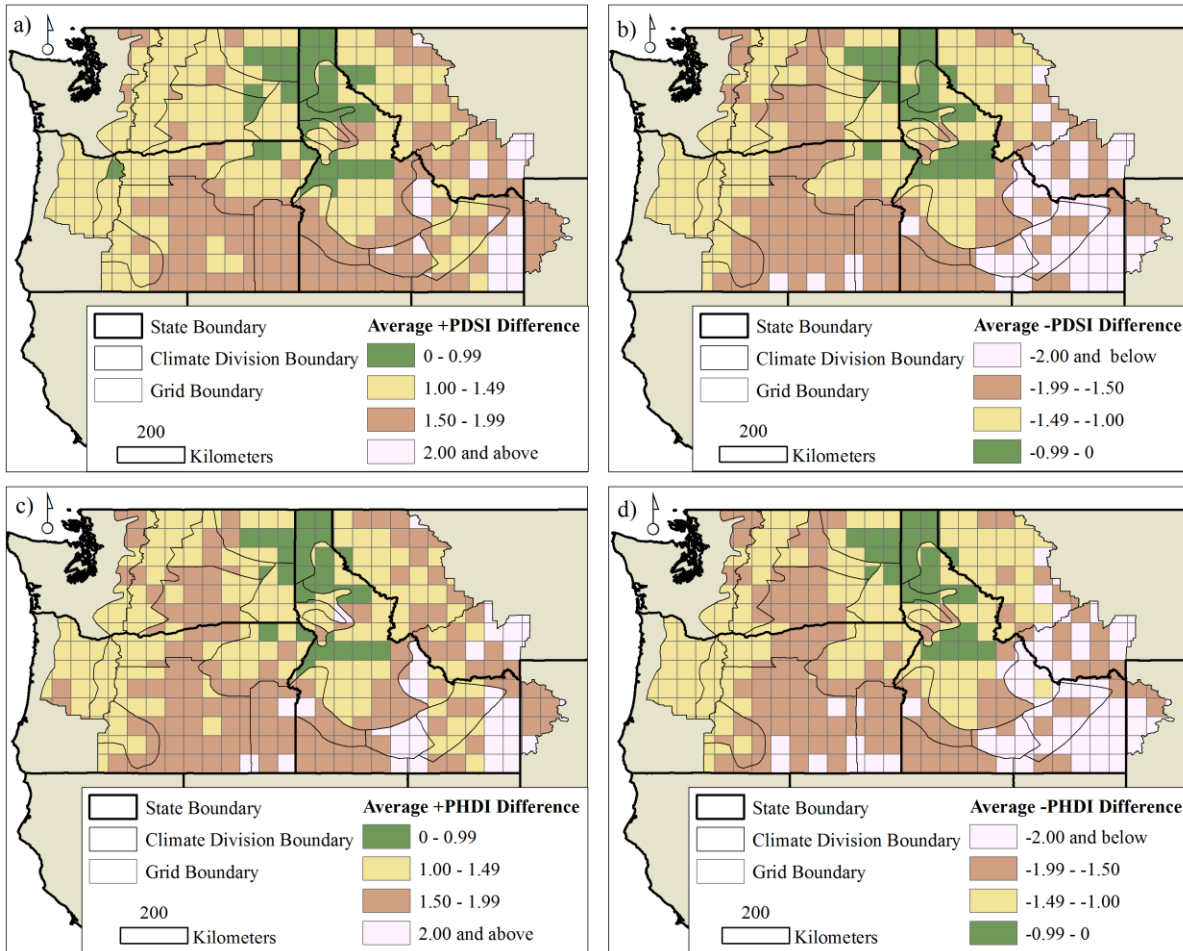 a)
State Boundary
Climate Division Boundary
Grid Boundary
200
Kilometers
Average +PDSI Difference
0 - 0.99
1.00 - 1.49
1.50 - 1.99
2.00 and above
b)
State Boundary
Climate Division Boundary
Grid Boundary
200
Kilometers
Average -PDSI Difference
-2.00 and below
-1.99 - -1.50
-1.49 - -1.00
-0.99 - 0
c)
State Boundary
Climate Division Boundary
Grid Boundary
200
Kilometers
Average +PHDI Difference
0 - 0.99
1.00 - 1.49
1.50 - 1.99
2.00 and above
d)
State Boundary
Climate Division Boundary
Grid Boundary
200
Kilometers
Average -PHDI Difference
-2.00 and below
-1.99 - -1.50
-1.49 - -1.00
-0.99 - 0